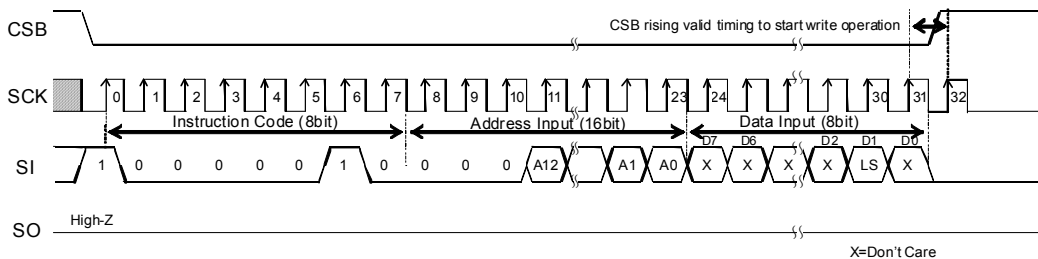 CSB
CSB rising valid timing to start write operation
SCK
0 1 2 3 4 5 6 7 8 9 10 11 23 24 30 31 32
Instruction Code (8bit) Address Input (16bit) Data Input (8bit)
D7 D6 D2 D1 D0
SI
1 0 0 0 0 0 1 0 0 0 0 A12 A1 A0 X X X X LS X
High-Z
SO
X=Don't Care